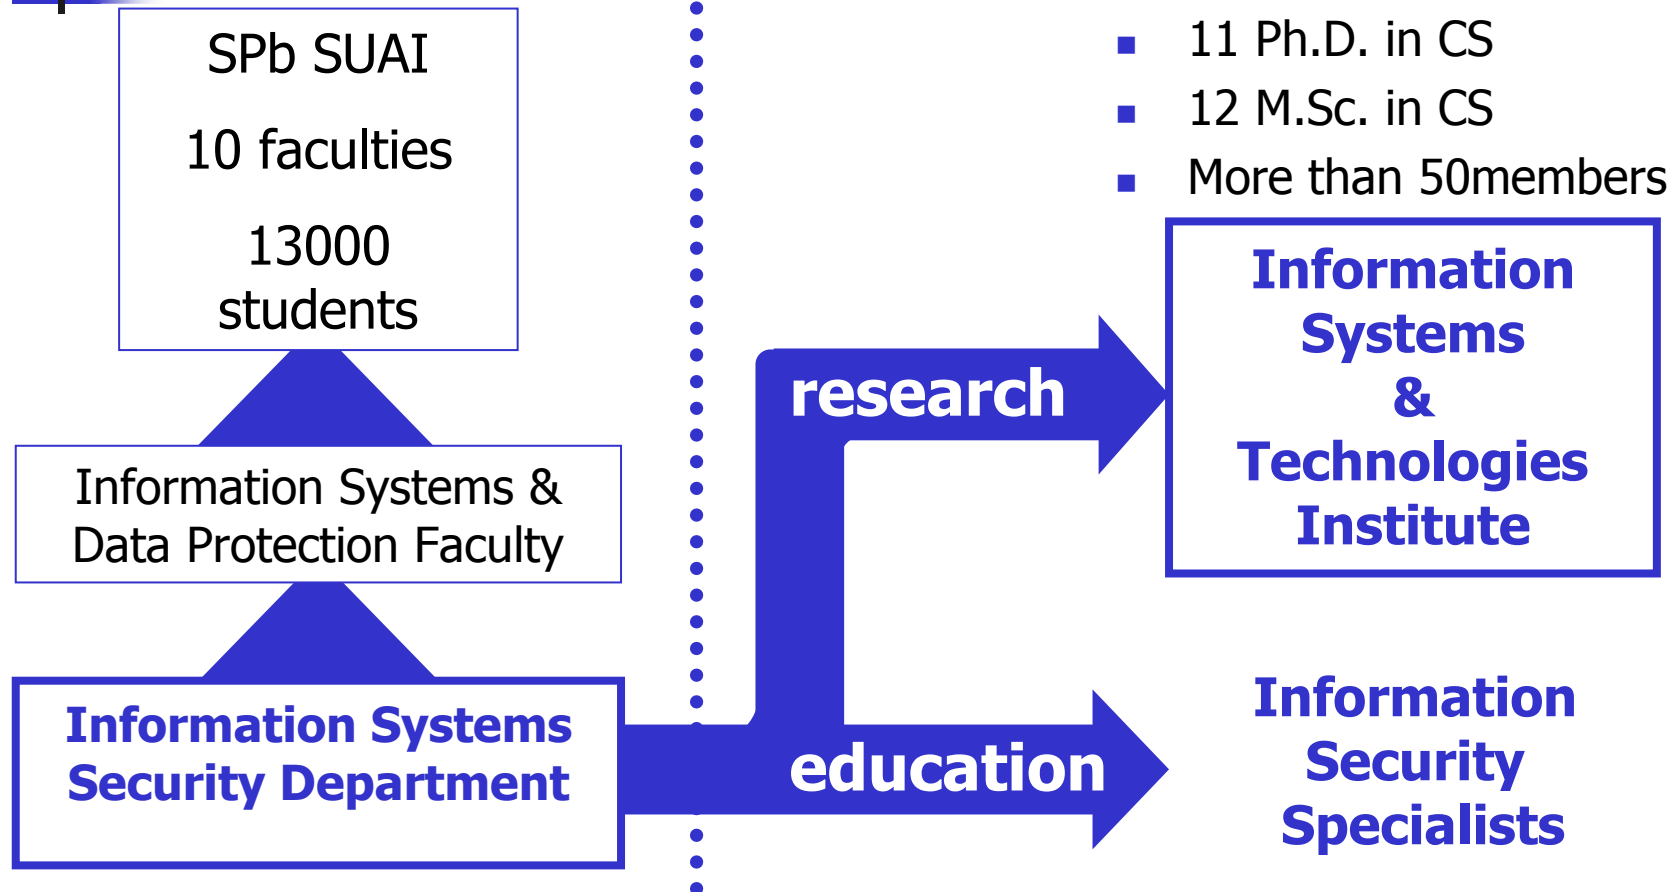 SPb SUAI
10 faculties
13000
students
Information Systems &
Data Protection Faculty
Information Systems
Security Department
11 Ph.D. in CS
12 M.Sc. in CS
More than 50members
research
Information
Systems
&
Technologies
Institute
education
Information
Security
Specialists